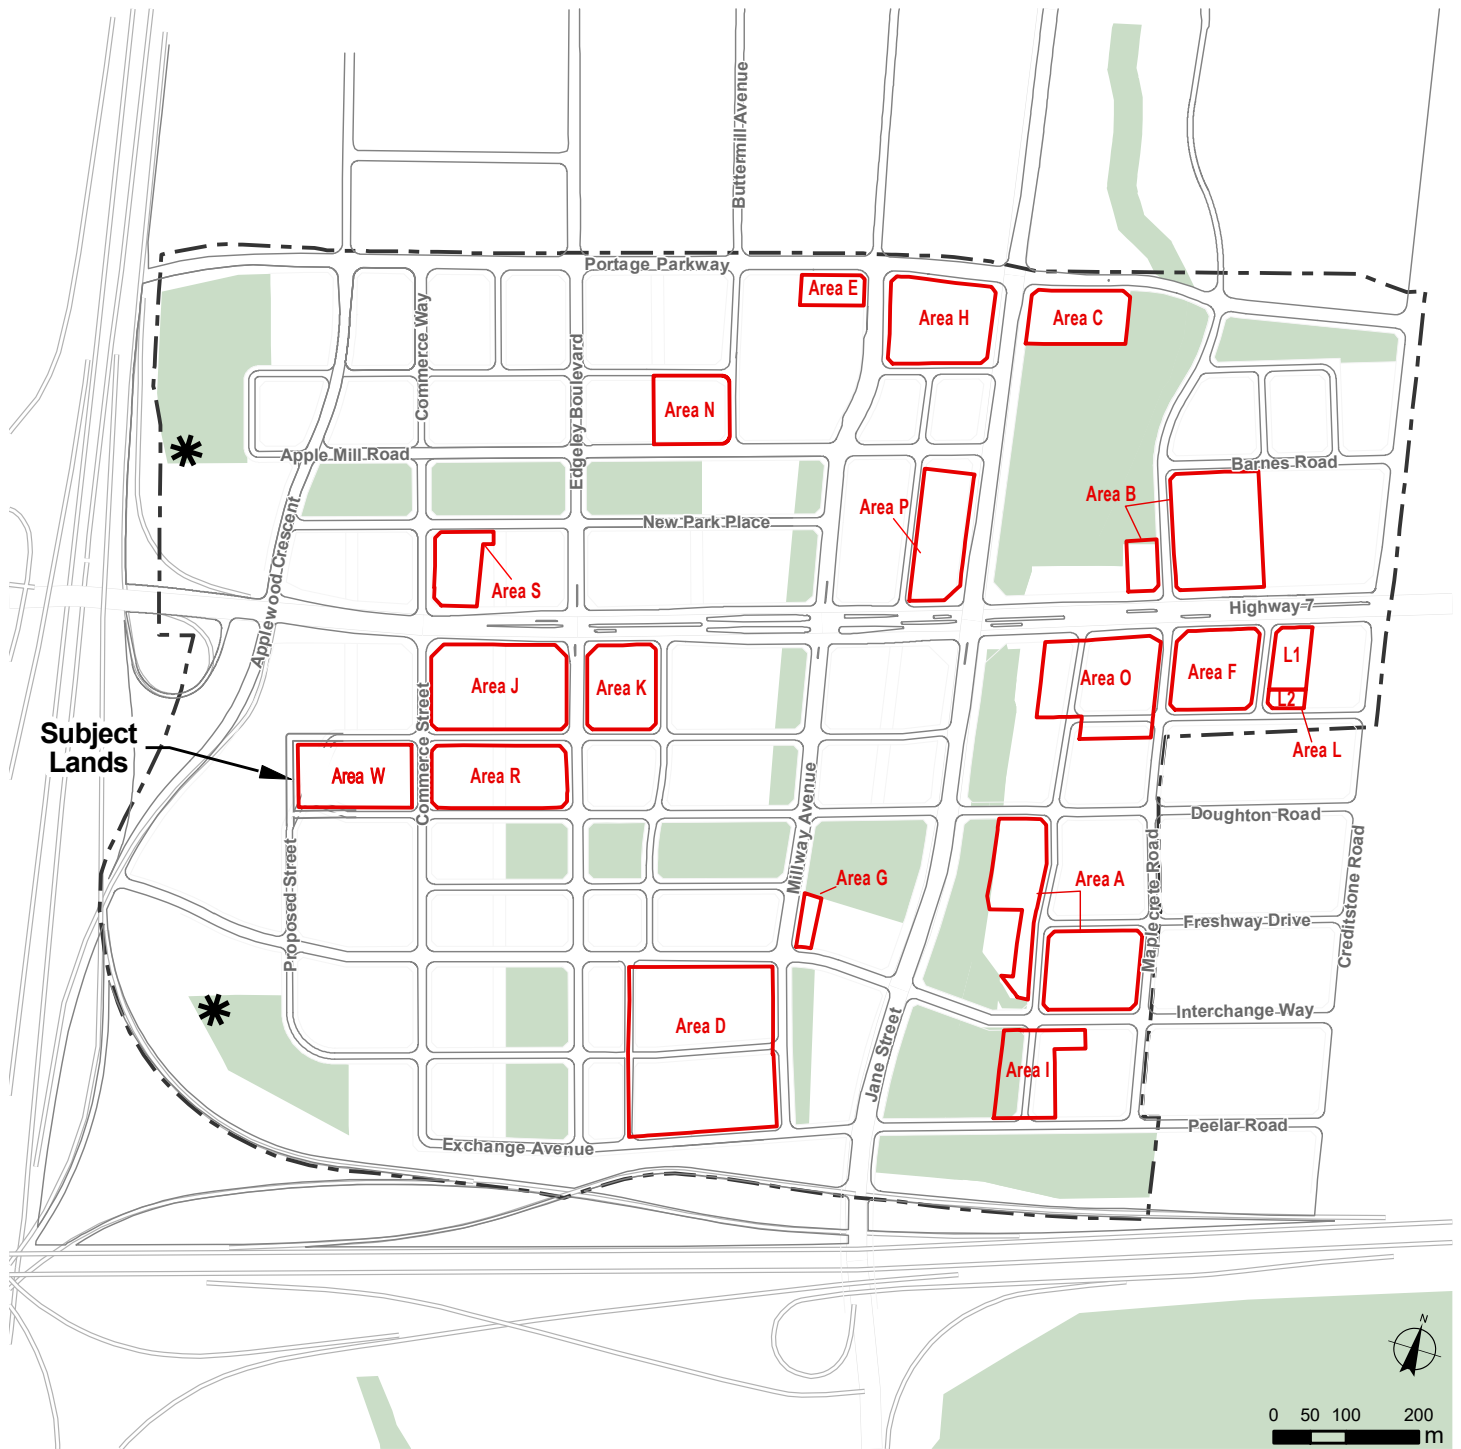 Buttermill Avenue
Portage Parkway
Area E
Area H
Area C
Commerce Way
Edgeley Boulevard
Area N
Apple Mill Road
Barnes Road
Area B
Area P
New Park Place
Applewood Crescent
Area S
Highway 7
Area J
Area K
Area O
Area F
L1
L2
Area L
Commerce Street
Subject
Lands
Area W
Area R
Millway Avenue
Doughton Road
Maplecrete Road
Creditstone Road
Area G
Area A
Proposed Street
Freshway Drive
Interchange Way
Area D
Jane Street
Area I
Exchange Avenue
Peelar Road
N
0 50 100 200
m